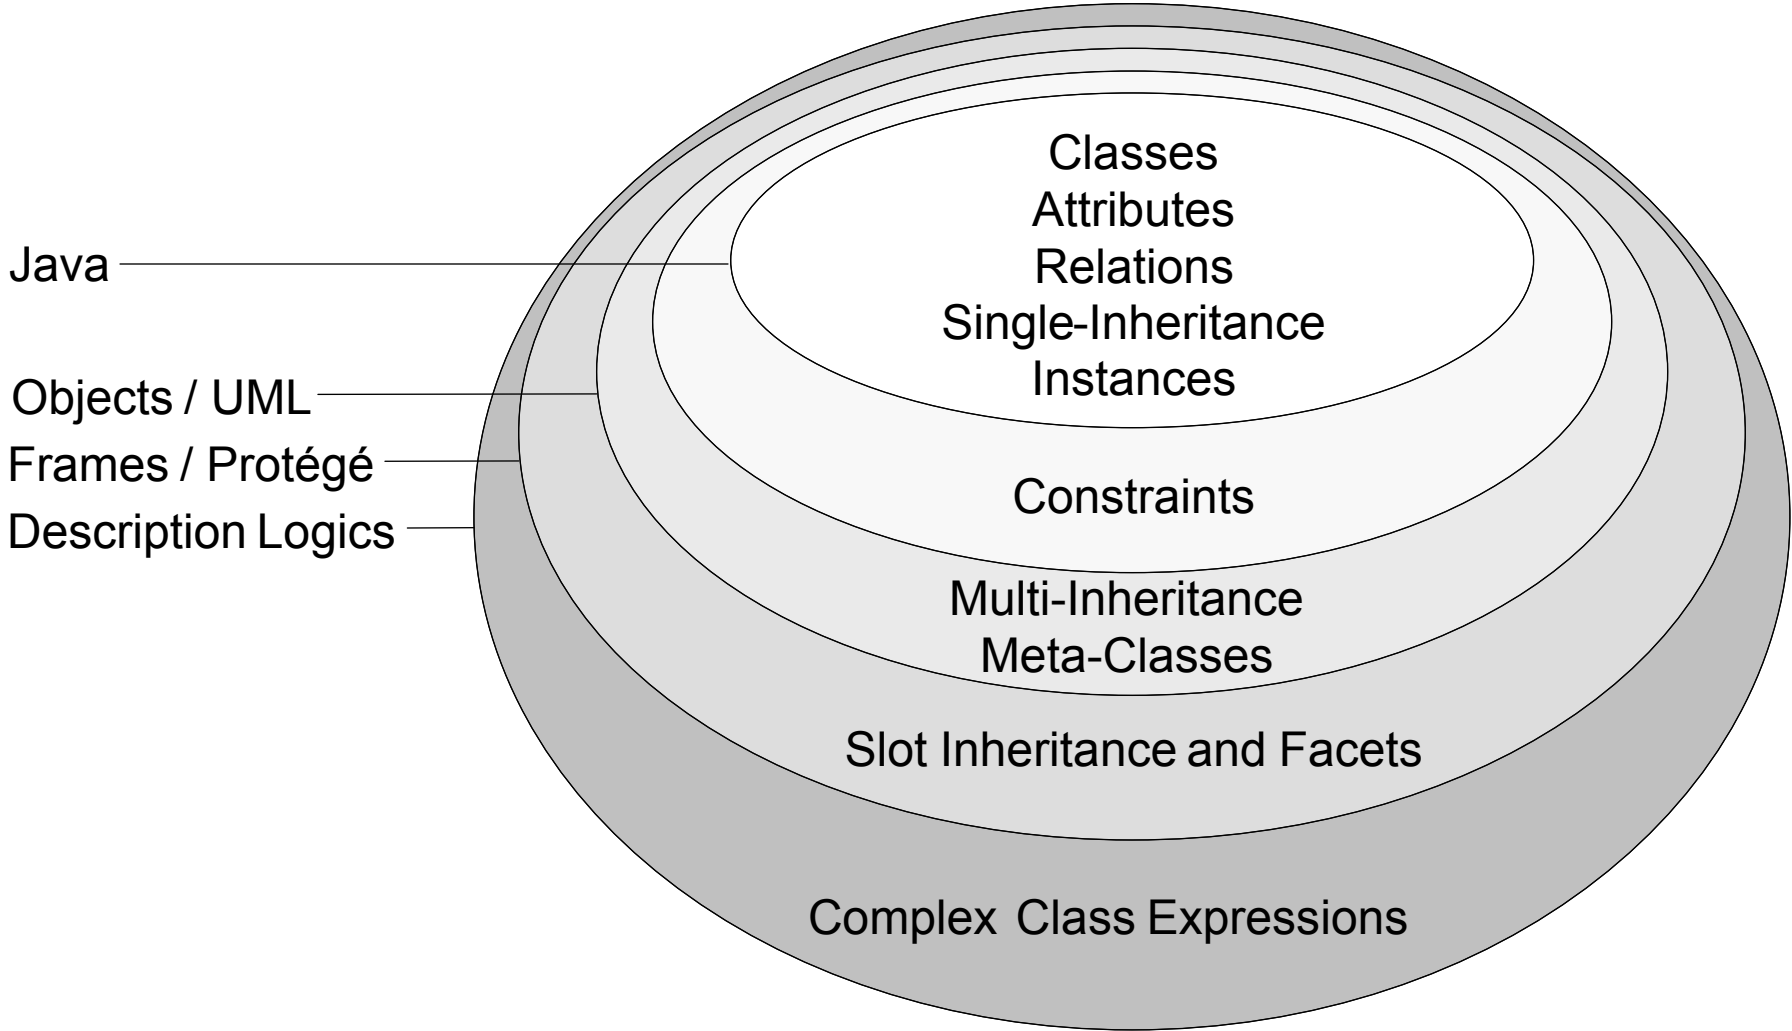 Classes
Attributes
Relations
Single-Inheritance
Instances
Java
Objects / UML
Frames / Protégé
Description Logics
Constraints
Multi-Inheritance
Meta-Classes
Slot Inheritance and Facets
Complex Class Expressions